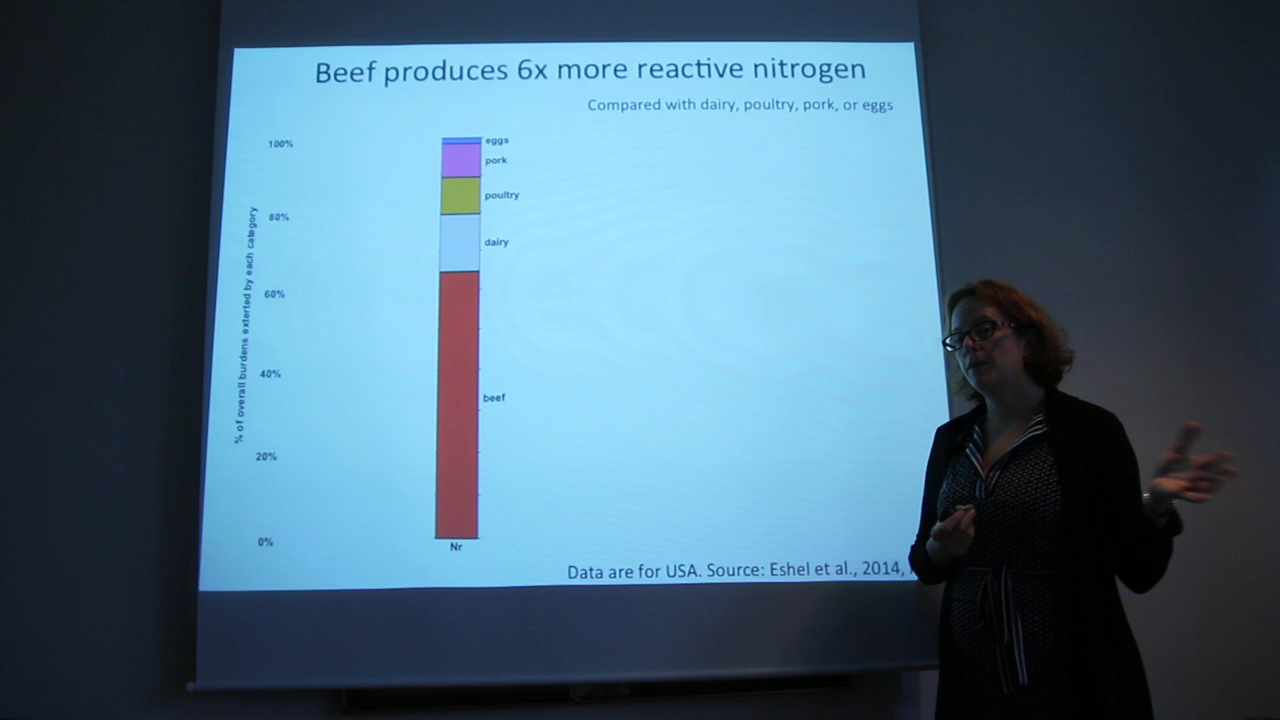 Beef produces 6x more reactive nitrogen
Compared with dairy, poultry, pork, or eggs
100%
80%
60%
40%
20%
0%
% of overall burdens exterted by each category
eggs
pork
poultry
dairy
beef
Nr
Data are for USA. Source: Eshel et al., 2014,